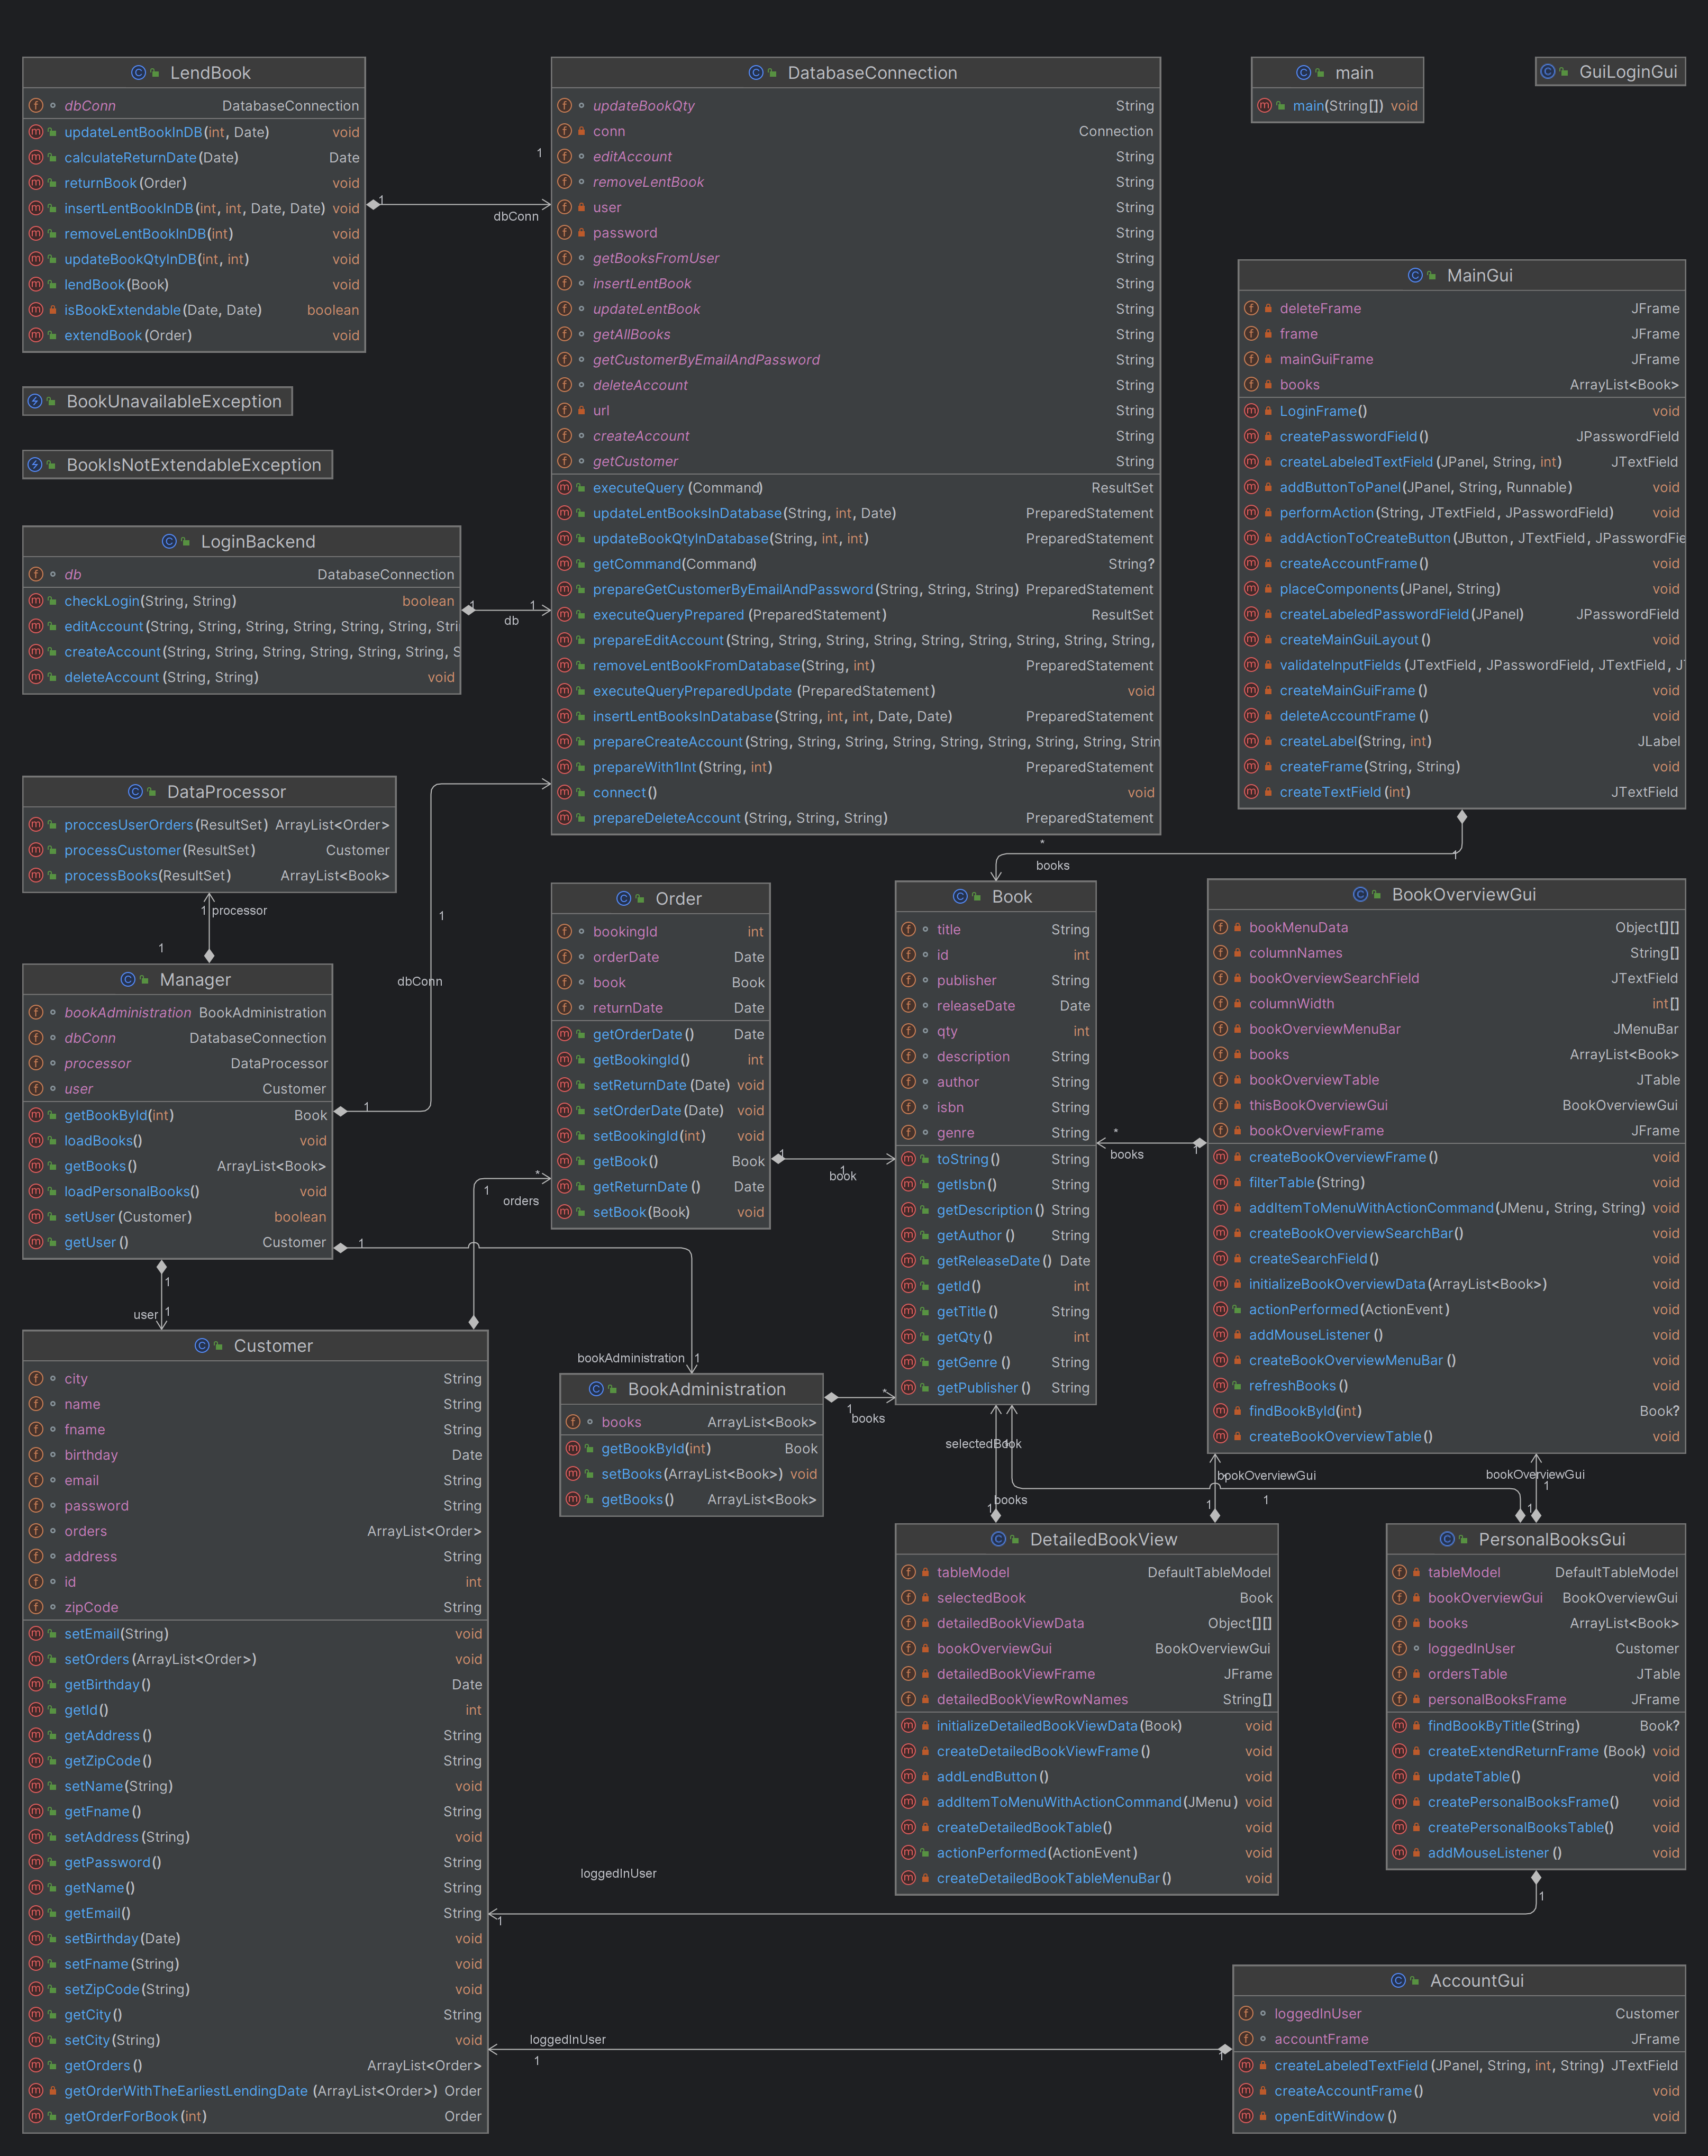 LendBook
dbConn DatabaseConnection
updateLentBookInDB(int, Date) void
calculateReturnDate(Date) Date
returnBook(Order) void
insertLentBookInDB(int, int, Date, Date) void
removeLentBookInDB(int) void
updateBookQtyInDB(int, int) void
lendBook(Book) void
isBookExtendable(Date, Date) boolean
extendBook(Order) void
1
1
dbConn
BookUnavailableException
BookIsNotExtendableException
LoginBackend
db DatabaseConnection
checkLogin(String, String) boolean
editAccount(String, String, String, String, String, String, Stri
createAccount(String, String, String, String, String, String, S
deleteAccount(String, String) void
1
1
db
DatabaseConnection
updateBookQty String
conn Connection
editAccount String
removeLentBook String
user String
password String
getBooksFromUser String
insertLentBook String
updateLentBook String
getAllBooks String
getCustomerByEmailAndPassword String
deleteAccount String
url String
createAccount String
getCustomer String
executeQuery(Command) ResultSet
updateLentBooksInDatabase(String, int, Date) PreparedStatement
updateBookQtyInDatabase(String, int, int) PreparedStatement
getCommand(Command) String?
prepareGetCustomerByEmailAndPassword(String, String, String) PreparedStatement
executeQueryPrepared(PreparedStatement) ResultSet
prepareEditAccount(String, String, String, String, String, String, String, String, String,
removeLentBookFromDatabase(String, int) PreparedStatement
executeQueryPreparedUpdate(PreparedStatement) void
insertLentBooksInDatabase(String, int, int, Date, Date) PreparedStatement
prepareCreateAccount(String, String, String, String, String, String, String, String, Strin
prepareWith1Int(String, int) PreparedStatement
connect() void
prepareDeleteAccount(String, String, String) PreparedStatement
main
main(String[]) void
GuiLoginGui
MainGui
deleteFrame JFrame
frame JFrame
mainGuiFrame JFrame
books ArrayList<Book>
LoginFrame() void
createPasswordField() JPasswordField
createLabeledTextField(JPanel, String, int) JTextField
addButtonToPanel(JPanel, String, Runnable) void
performAction(String, JTextField, JPasswordField) void
addActionToCreateButton(JButton, JTextField, JPasswordFie
createAccountFrame() void
placeComponents(JPanel, String) void
createLabeledPasswordField(JPanel) JPasswordField
createMainGuiLayout() void
validateInputFields(JTextField, JPasswordField, JTextField, J
createMainGuiFrame() void
deleteAccountFrame() void
createLabel(String, int) JLabel
createFrame(String, String) void
createTextField(int) JTextField
*
books
1
DataProcessor
proccesUserOrders(ResultSet) ArrayList<Order>
processCustomer(ResultSet) Customer
processBooks(ResultSet) ArrayList<Book>
1 processor
1
Manager
bookAdministration BookAdministration
dbConn DatabaseConnection
processor DataProcessor
user Customer
getBookById(int) Book
loadBooks() void
getBooks() ArrayList<Book>
loadPersonalBooks() void
setUser(Customer) boolean
getUser() Customer
1
dbConn
1
1
1
user 1
Order
bookingId int
orderDate Date
book Book
returnDate Date
getOrderDate() Date
getBookingId() int
setReturnDate(Date) void
setOrderDate(Date) void
setBookingId(int) void
getBook() Book
getReturnDate() Date
setBook(Book) void
*
1
orders
1
1
book
Book
title String
id int
publisher String
releaseDate Date
qty int
description String
author String
isbn String
genre String
toString() String
getIsbn() String
getDescription() String
getAuthor() String
getReleaseDate() Date
getId() int
getTitle() String
getQty() int
getGenre() String
getPublisher() String
*
books
1
BookOverviewGui
bookMenuData Object[][]
columnNames String[]
bookOverviewSearchField JTextField
columnWidth int[]
bookOverviewMenuBar JMenuBar
books ArrayList<Book>
bookOverviewTable JTable
thisBookOverviewGui BookOverviewGui
bookOverviewFrame JFrame
createBookOverviewFrame() void
filterTable(String) void
addItemToMenuWithActionCommand(JMenu, String, String) void
createBookOverviewSearchBar() void
createSearchField() void
initializeBookOverviewData(ArrayList<Book>) void
actionPerformed(ActionEvent) void
addMouseListener() void
createBookOverviewMenuBar() void
refreshBooks() void
findBookById(int) Book?
createBookOverviewTable() void
Customer
city String
name String
fname String
birthday Date
email String
password String
orders ArrayList<Order>
address String
id int
zipCode String
setEmail(String) void
setOrders(ArrayList<Order>) void
getBirthday() Date
getId() int
getAddress() String
getZipCode() String
setName(String) void
getFname() String
setAddress(String) void
getPassword() String
getName() String
getEmail() String
setBirthday(Date) void
setFname(String) void
setZipCode(String) void
getCity() String
setCity(String) void
getOrders() ArrayList<Order>
getOrderWithTheEarliestLendingDate(ArrayList<Order>) Order
getOrderForBook(int) Order
bookAdministration 1
BookAdministration
books ArrayList<Book>
getBookById(int) Book
setBooks(ArrayList<Book>) void
getBooks() ArrayList<Book>
*
1
books
selectedBook
1
books
1
bookOverviewGui
1
1
bookOverviewGui
1
1
DetailedBookView
tableModel DefaultTableModel
selectedBook Book
detailedBookViewData Object[][]
bookOverviewGui BookOverviewGui
detailedBookViewFrame JFrame
detailedBookViewRowNames String[]
initializeDetailedBookViewData(Book) void
createDetailedBookViewFrame() void
addLendButton() void
addItemToMenuWithActionCommand(JMenu) void
createDetailedBookTable() void
actionPerformed(ActionEvent) void
createDetailedBookTableMenuBar() void
PersonalBooksGui
tableModel DefaultTableModel
bookOverviewGui BookOverviewGui
books ArrayList<Book>
loggedInUser Customer
ordersTable JTable
personalBooksFrame JFrame
findBookByTitle(String) Book?
createExtendReturnFrame(Book) void
updateTable() void
createPersonalBooksFrame() void
createPersonalBooksTable() void
addMouseListener() void
loggedInUser
1
1
AccountGui
loggedInUser Customer
accountFrame JFrame
createLabeledTextField(JPanel, String, int, String) JTextField
createAccountFrame() void
openEditWindow() void
loggedInUser
1
1